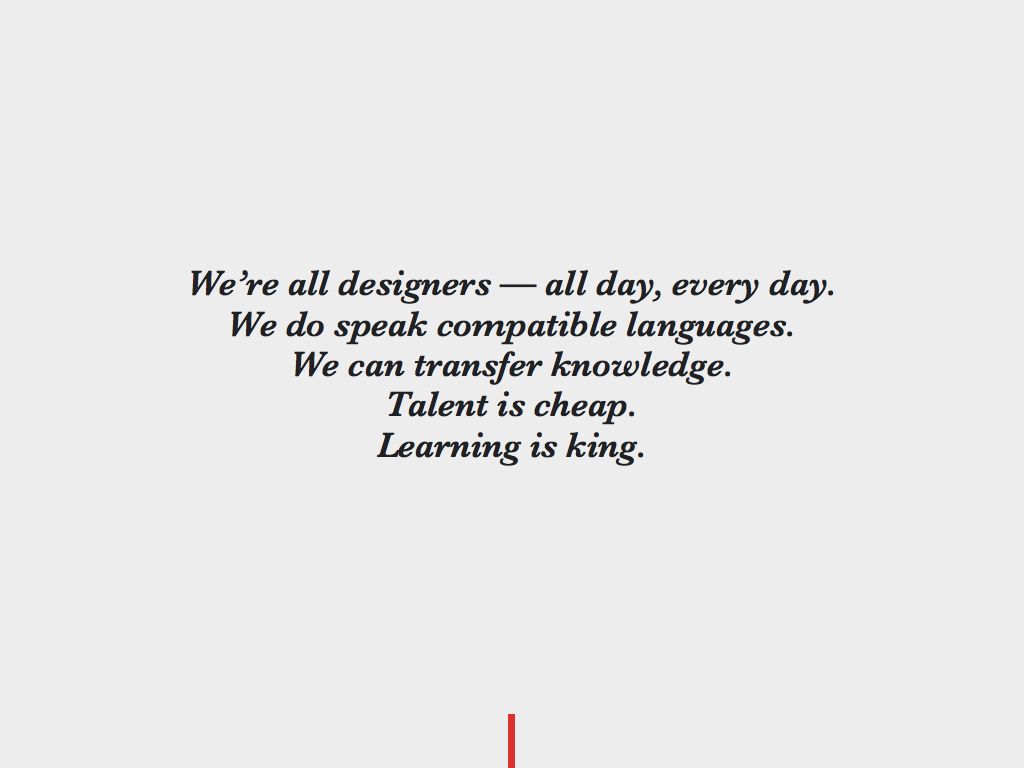 We’re all designers — all day, every day.
We do speak compatible languages.
We can transfer knowledge.
Talent is cheap.
Learning is king.